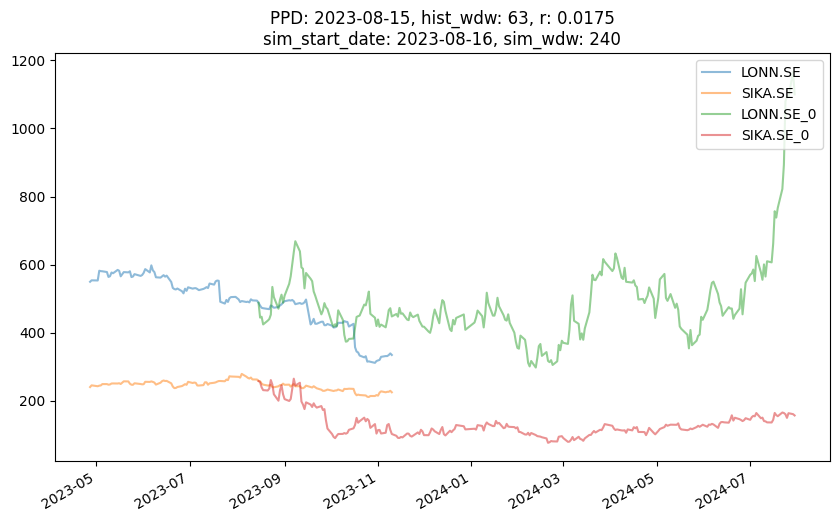 PPD: 2023-08-15, hist_wdw: 63, r: 0.0175
sim_start_date: 2023-08-16, sim_wdw: 240
1200
1000
800
600
400
200
LONN.SE
SIKA.SE
LONN.SE_0
SIKA.SE_0
2023-05
2023-07
2023-09
2023-11
2024-01
2024-03
2024-05
2024-07